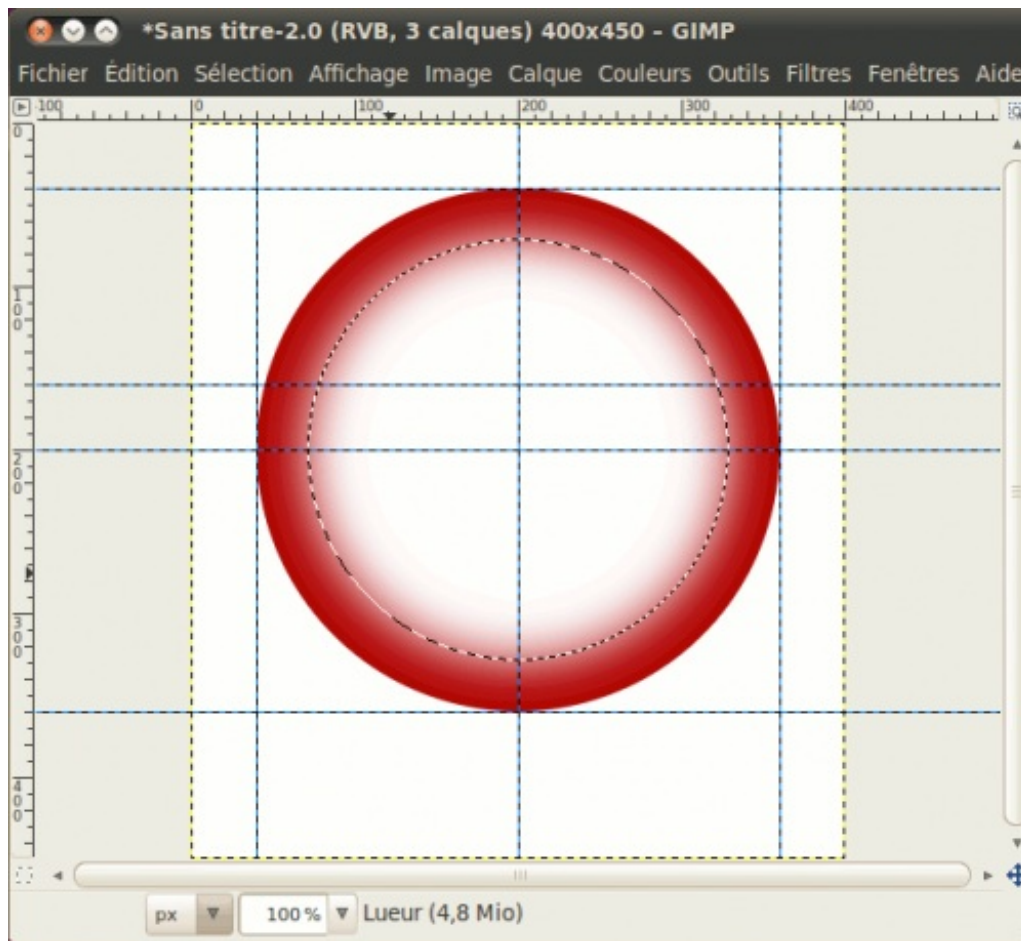 *Sans titre-2.0 (RVB, 3 calques) 400x450 – GIMP
Fichier Édition Sélection Affichage Image Calque Couleurs Outils Filtres Fenêtres Aide
100 0 100 200 300 400
0
100
200
300
400
px 100 % Lueur (4,8 Mio)